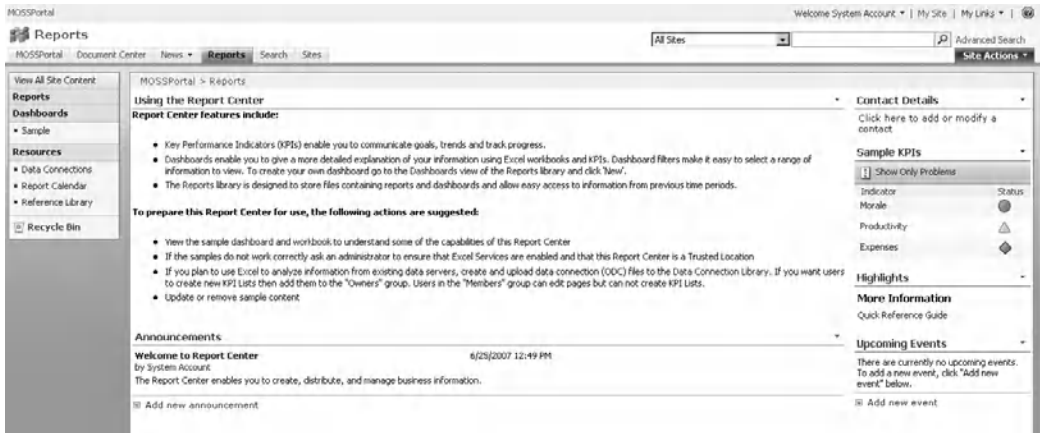 MOSSPortal
Welcome System Account | My Site | My Links |
Reports
All Sites
Advanced Search
MOSSPortal Document Center News Reports Search Sites
Site Actions
View All Site Content
Reports
Dashboards
Sample
Resources
Data Connections
Report Calendar
Reference Library
Recycle Bin
MOSSPortal > Reports
Using the Report Center
Report Center features include:
• Key Performance Indicators (KPIs) enable you to communicate goals, trends and track progress.
• Dashboards enable you to give a more detailed explanation of your information using Excel workbooks and KPIs. Dashboard filters make it easy to select a range of
information to view. To create your own dashboard go to the Dashboards view of the Reports library and click 'New'.
• The Reports library is designed to store files containing reports and dashboards and allow easy access to information from previous time periods.
To prepare this Report Center for use, the following actions are suggested:
• View the sample dashboard and workbook to understand some of the capabilities of this Report Center
• If the samples do not work correctly ask an administrator to ensure that Excel Services are enabled and that this Report Center is a Trusted Location
• If you plan to use Excel to analyze information from existing data servers, create and upload data connection (ODC) files to the Data Connection Library. If you want users
to create new KPI Lists then add them to the "Owners" group. Users in the "Members" group can edit pages but can not create KPI Lists.
• Update or remove sample content
Announcements
Welcome to Report Center 6/25/2007 12:49 PM
by System Account
The Report Center enables you to create, distribute, and manage business information.
Add new announcement
Contact Details
Click here to add or modify a
contact
Sample KPIs
Show Only Problems
Indicator Status
Morale
Productivity
Expenses
Highlights
More Information
Quick Reference Guide
Upcoming Events
There are currently no upcoming events.
To add a new event, click "Add new
event" below.
Add new event